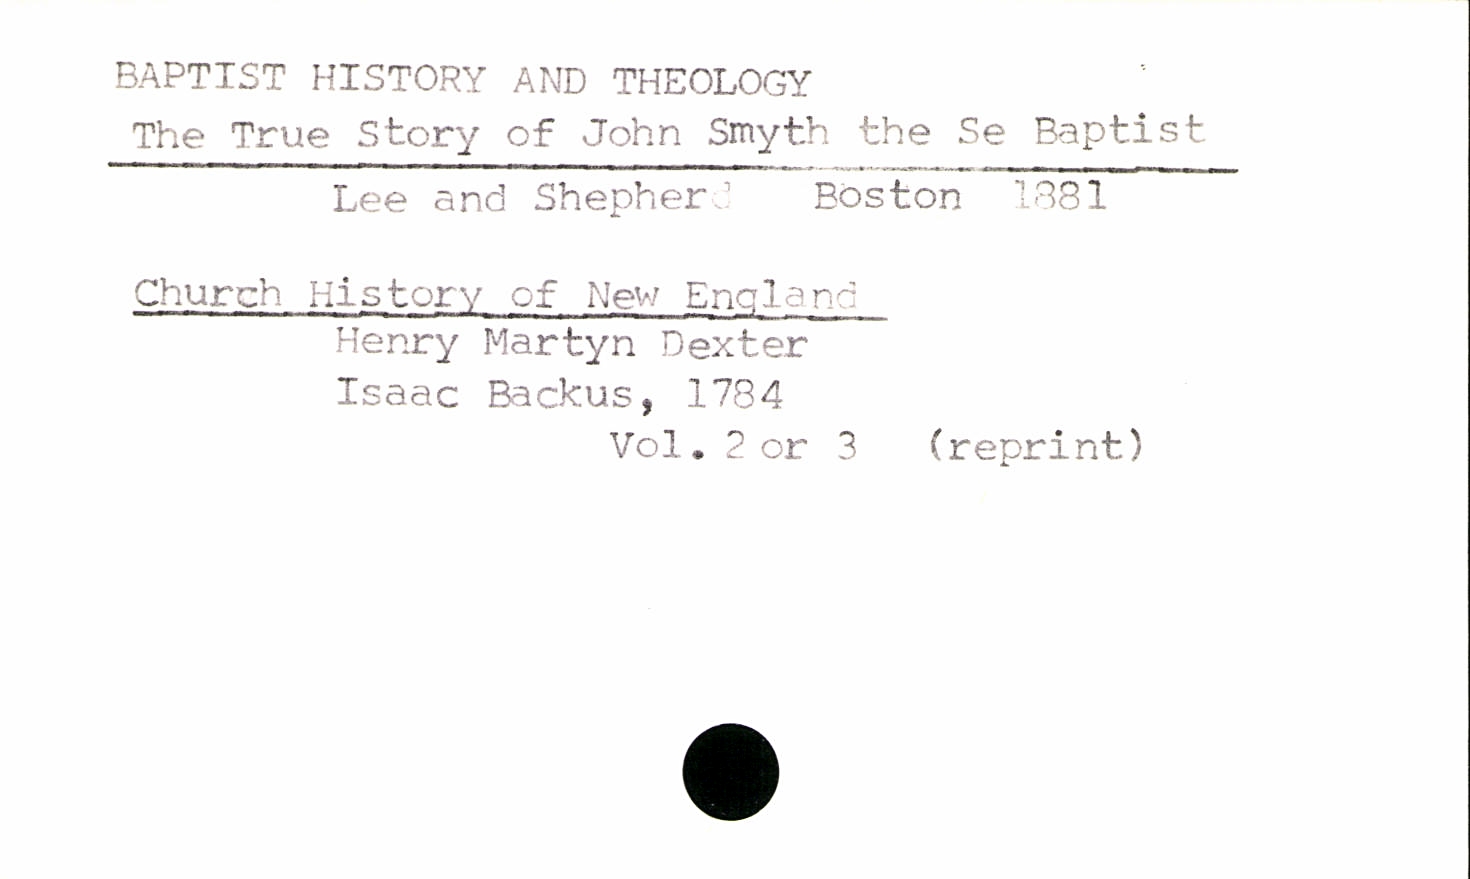 BAPTIST HISTORY AND THEOLOGY
The True Story of John Smyth the Se Baptist
Lee and Shepherd Boston 1881
Church History of New England
Henry Martyn Dexter
Isaac Backus, 1784
Vol. 2 or 3 (reprint)